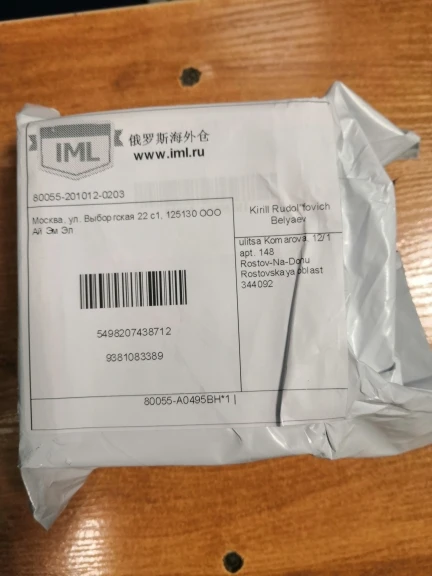 IML
俄罗斯海外仓
www.iml.ru
80055-201012-0203
Москва, ул. Выборгская 22 с1, 125130 ООО
Ай Эм Эл
Kirill Rudol'fovich
Belyaev
ulitsa Komarova, 12/1
apt. 148
Rostov-Na-Donu
Rostovskaya oblast
344092
5498207438712
9381083389
80055-A0495BH*1 |